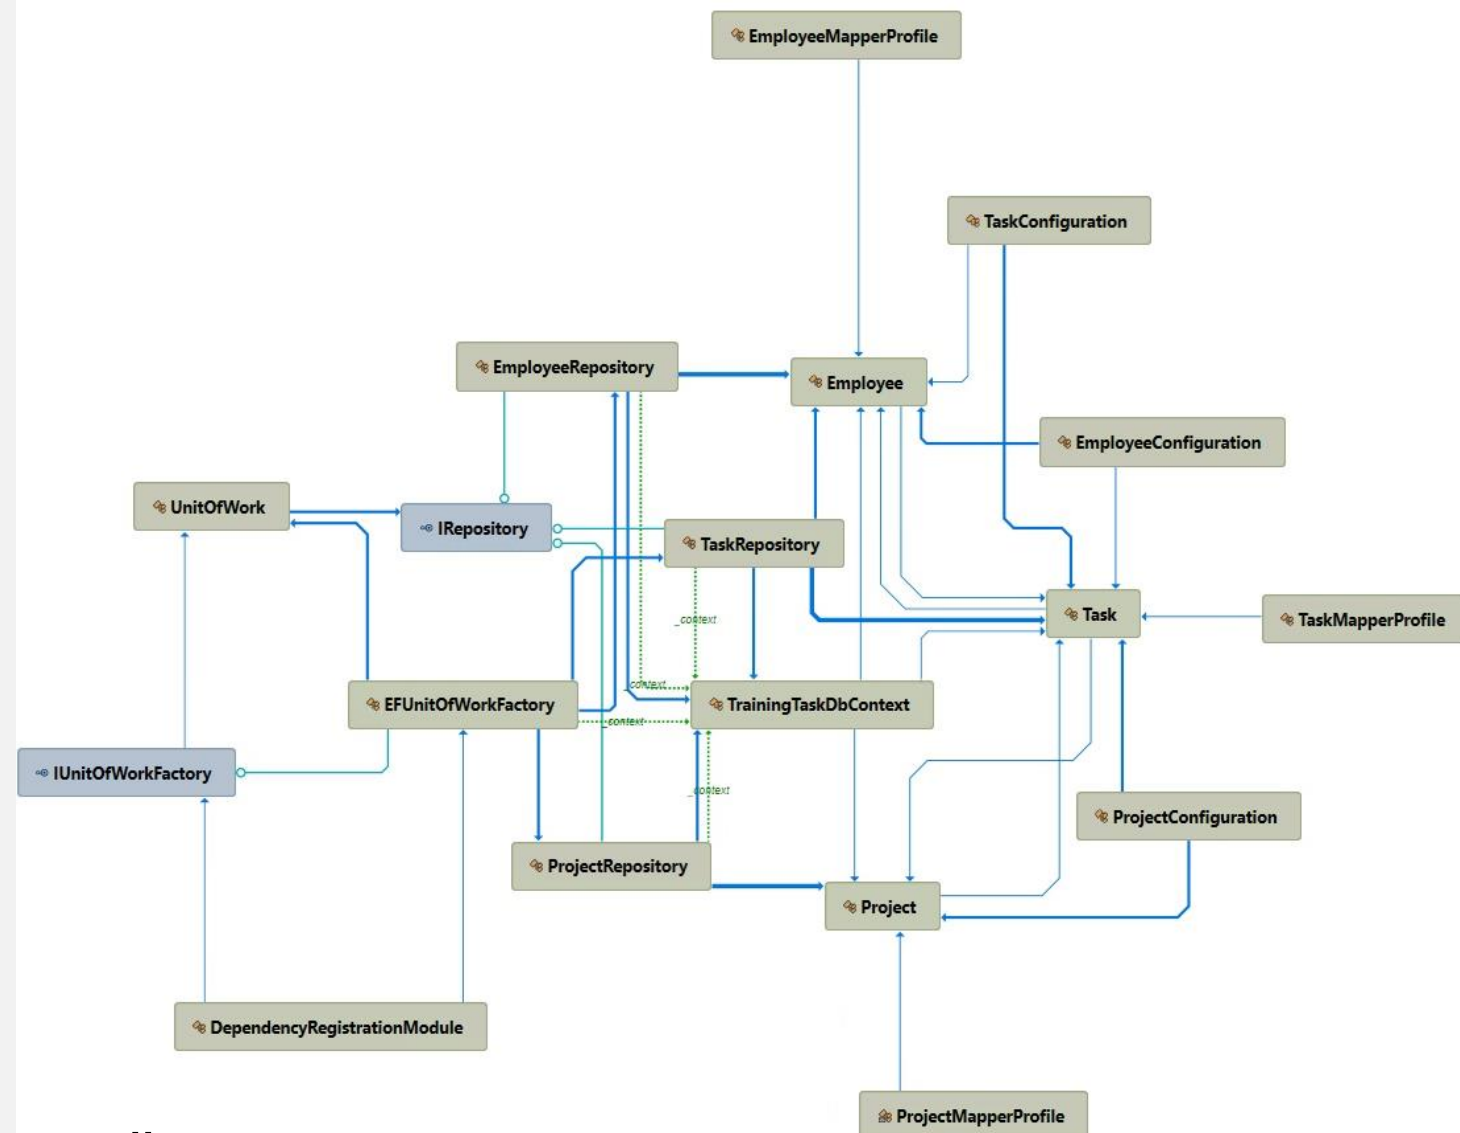 EmployeeMapperProfile
TaskConfiguration
EmployeeRepository
Employee
EmployeeConfiguration
UnitOfWork
IRepository
TaskRepository
_context
Task
TaskMapperProfile
_context
EFUnitOfWorkFactory
TrainingTaskDbContext
_context
IUnitOfWorkFactory
_context
ProjectConfiguration
ProjectRepository
Project
DependencyRegistrationModule
ProjectMapperProfile